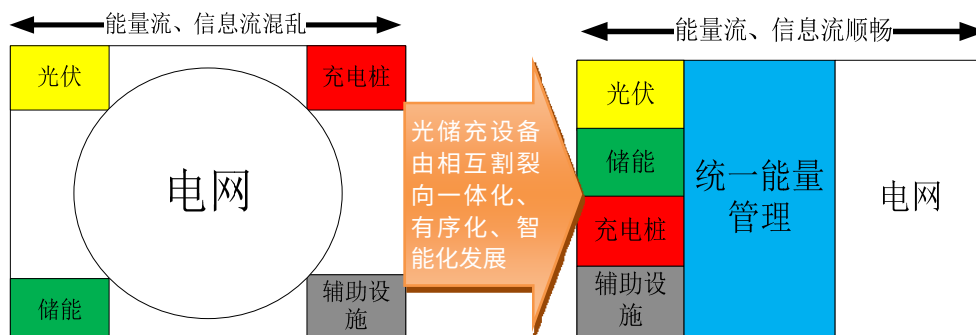 能量流、信息流混乱
光伏
充电桩
电网
储能
辅助设
施
光储充设备
由相互割裂
向一体化、
有序化、智
能化发展
能量流、信息流顺畅
光伏
储能
充电桩
辅助设
施
统一能量
管理
电网